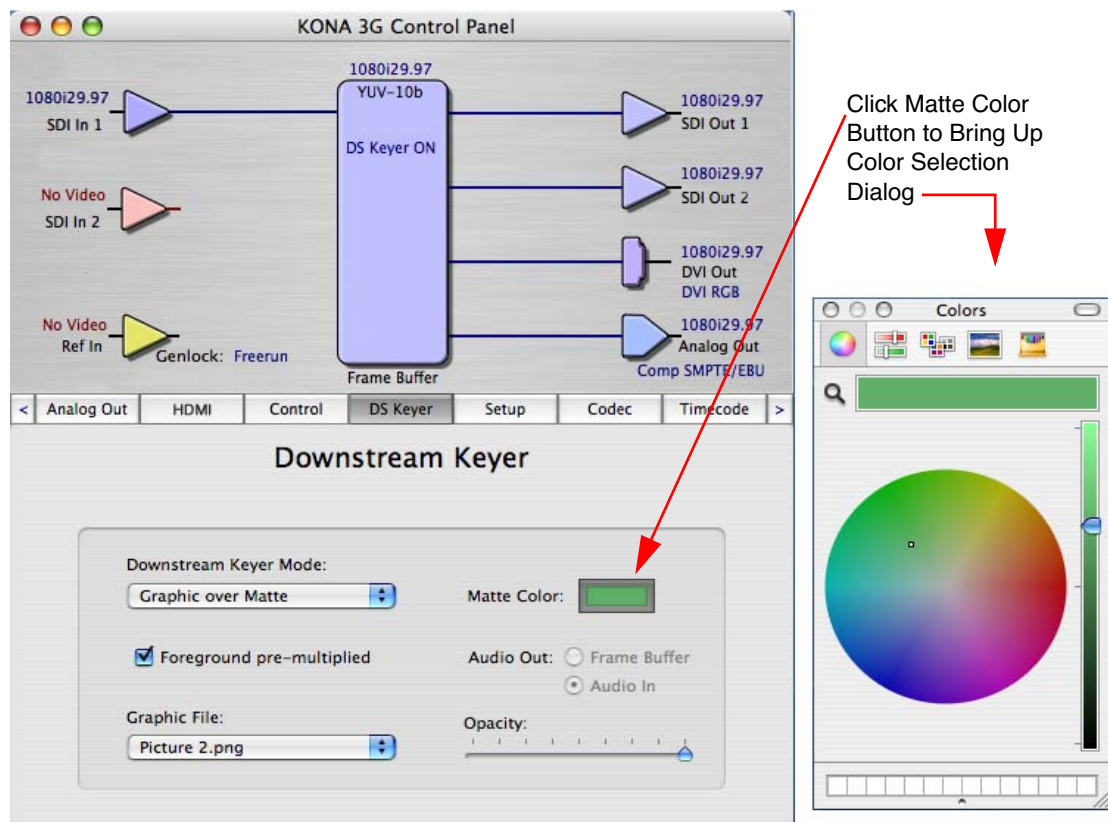 KONA 3G Control Panel
1080i29.97
SDI In 1
No Video
SDI In 2
No Video
Ref In
Genlock: Freerun
1080i29.97
YUV-10b
DS Keyer ON
Frame Buffer
1080i29.97
SDI Out 1
1080i29.97
SDI Out 2
1080i29.97
DVI Out
DVI RGB
1080i29.97
Analog Out
Comp SMPTE/EBU
< Analog Out HDMI Control DS Keyer Setup Codec Timecode >
Downstream Keyer
Downstream Keyer Mode:
Graphic over Matte
Matte Color:
Foreground pre-multiplied
Audio Out: Frame Buffer
Audio In
Graphic File:
Picture 2.png
Opacity:
Click Matte Color
Button to Bring Up
Color Selection
Dialog
Colors